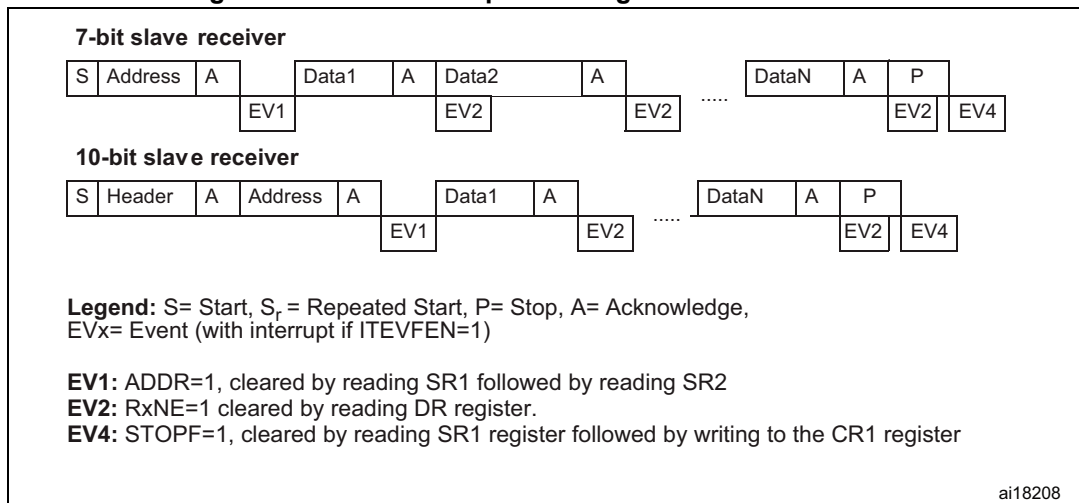 7-bit slave receiver
S Address A Data1 A Data2 A ..... DataN A P
EV1 EV2 EV2 EV2 EV4
10-bit slave receiver
S Header A Address A Data1 A ..... DataN A P
EV1 EV2 EV2 EV4
Legend: S= Start, Sr = Repeated Start, P= Stop, A= Acknowledge,
EVx= Event (with interrupt if ITEVFEN=1)
EV1: ADDR=1, cleared by reading SR1 followed by reading SR2
EV2: RxNE=1 cleared by reading DR register.
EV4: STOPF=1, cleared by reading SR1 register followed by writing to the CR1 register
ai18208